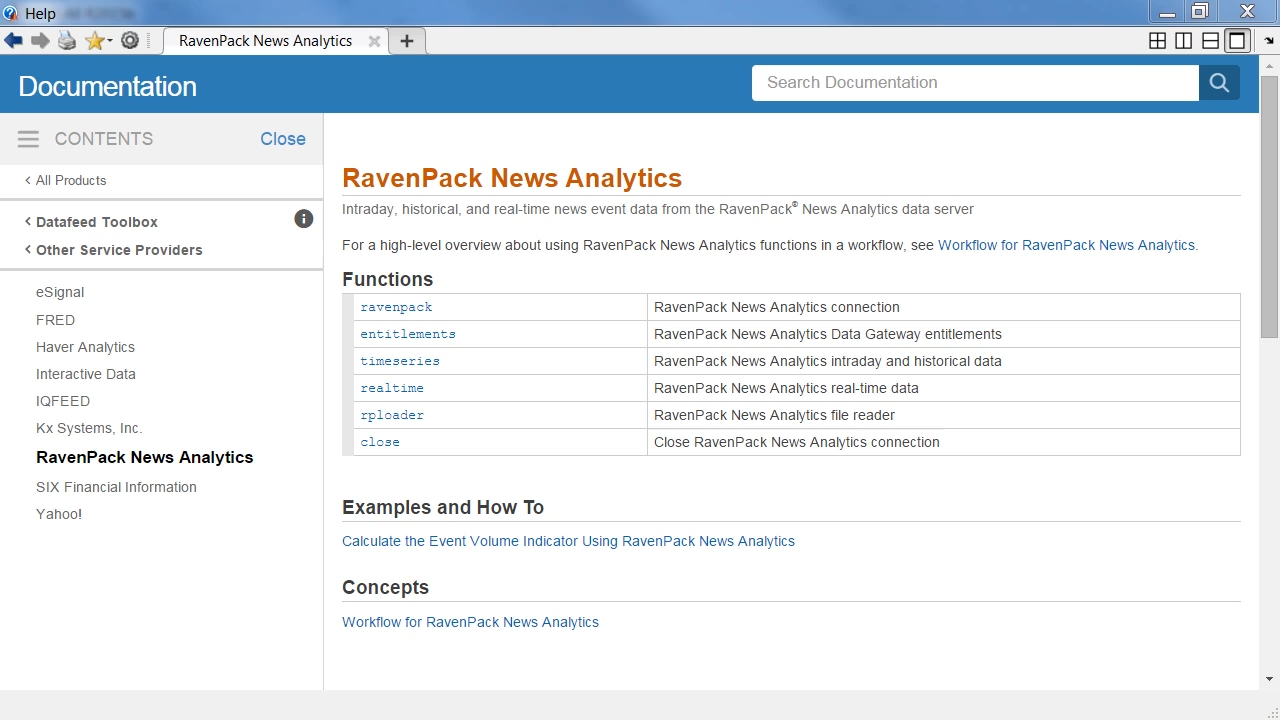 Help
RavenPack News Analytics
Documentation
Search Documentation
CONTENTS
Close
All Products
Datafeed Toolbox
Other Service Providers
eSignal
FRED
Haver Analytics
Interactive Data
IQFEED
Kx Systems, Inc.
RavenPack News Analytics
SIX Financial Information
Yahoo!
RavenPack News Analytics
Intraday, historical, and real-time news event data from the RavenPack® News Analytics data server
For a high-level overview about using RavenPack News Analytics functions in a workflow, see Workflow for RavenPack News Analytics.
Functions
ravenpack RavenPack News Analytics connection
entitlements RavenPack News Analytics Data Gateway entitlements
timeseries RavenPack News Analytics intraday and historical data
realtime RavenPack News Analytics real-time data
rploader RavenPack News Analytics file reader
close Close RavenPack News Analytics connection
Examples and How To
Calculate the Event Volume Indicator Using RavenPack News Analytics
Concepts
Workflow for RavenPack News Analytics